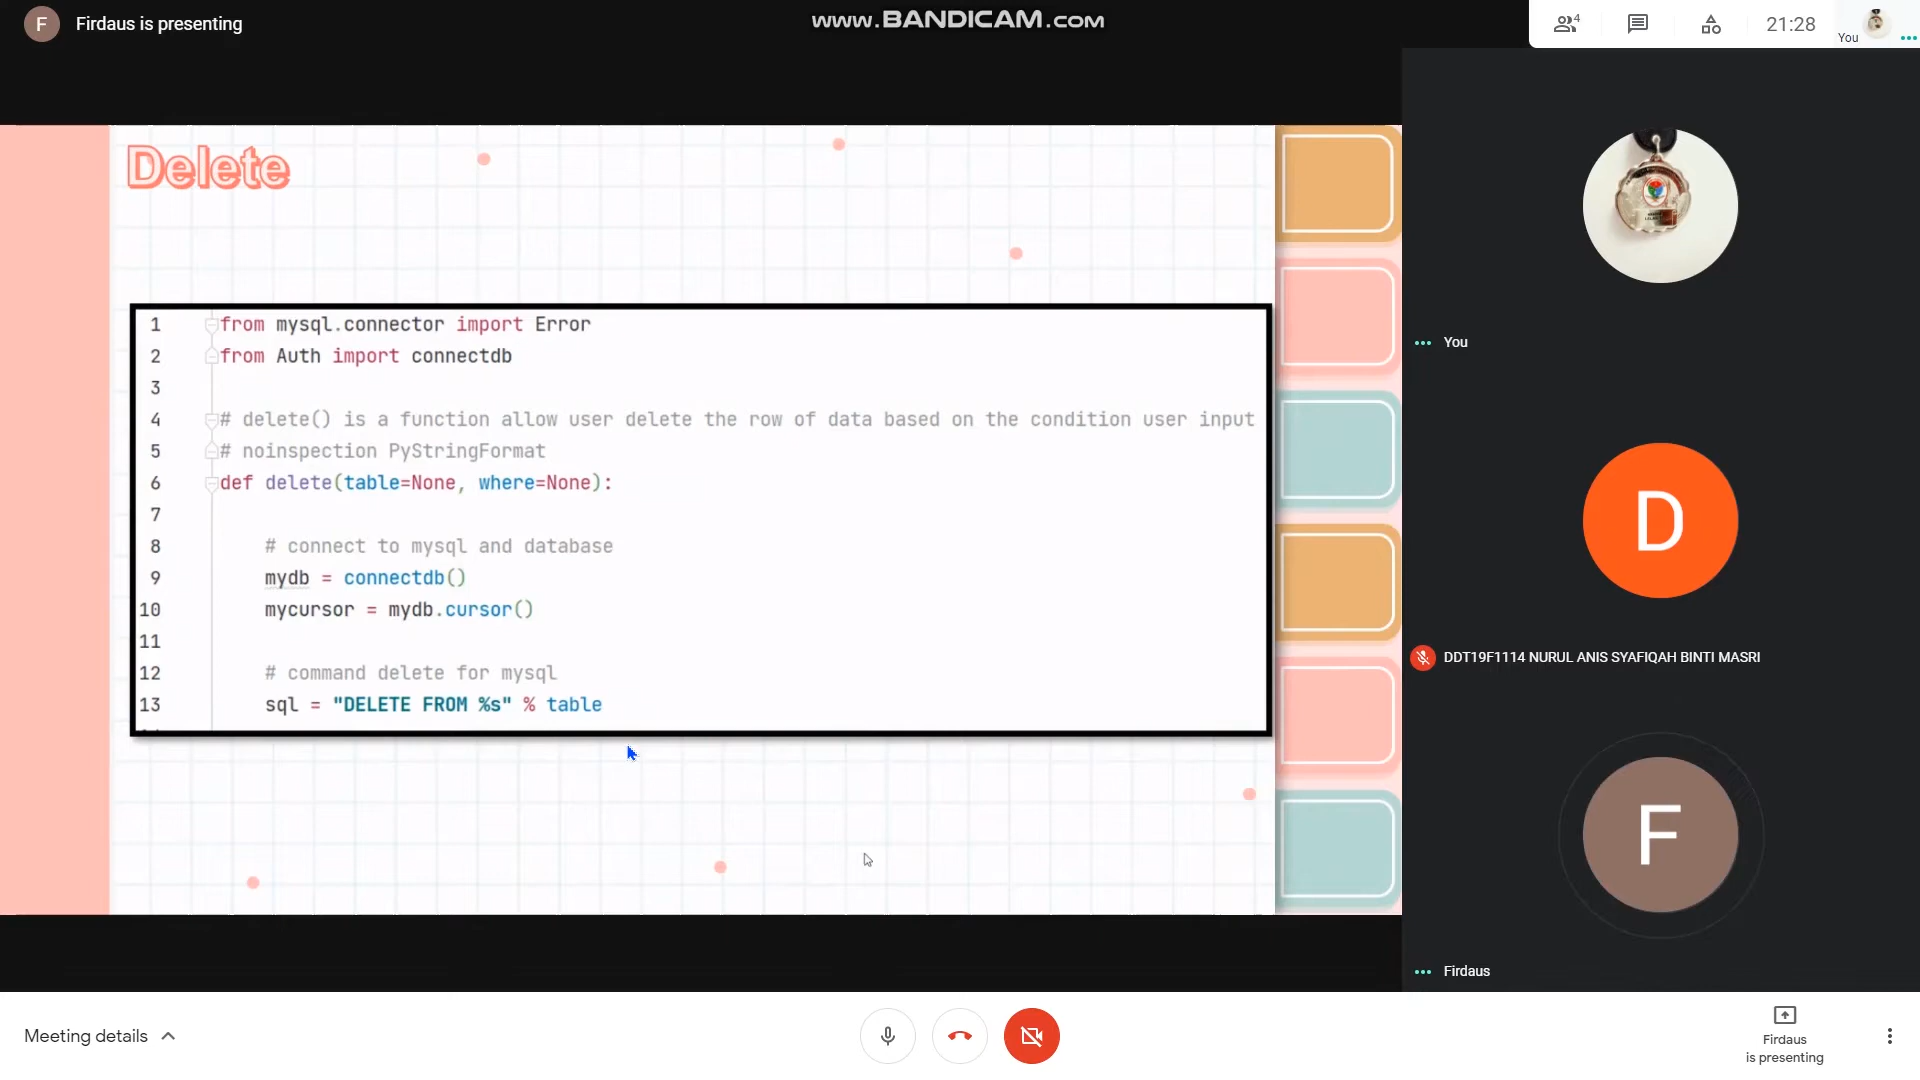 F Firdaus is presenting
www.BANDICAM.COM
4
21:28
You
Delete
1 from mysql.connector import Error
2 from Auth import connectdb
3
4 # delete() is a function allow user delete the row of data based on the condition user input
5 # noinspection PyStringFormat
6 def delete(table=None, where=None):
7
8 # connect to mysql and database
9 mydb = connectdb()
10 mycursor = mydb.cursor()
11
12 # command delete for mysql
13 sql = "DELETE FROM %s" % table
You
D
DDT19F1114 NURUL ANIS SYAFIQAH BINTI MASRI
F
Firdaus
Meeting details
Firdaus
is presenting